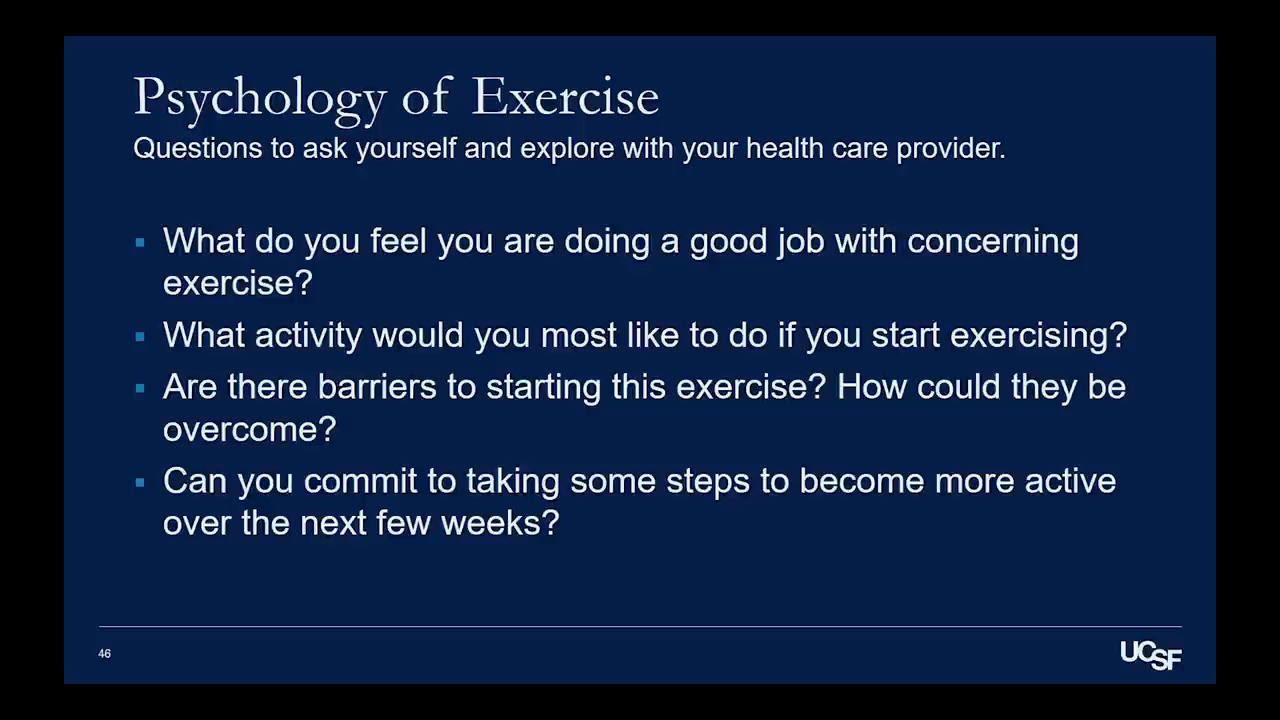 Psychology of Exercise
Questions to ask yourself and explore with your health care provider.
What do you feel you are doing a good job with concerning
exercise?
What activity would you most like to do if you start exercising?
Are there barriers to starting this exercise? How could they be
overcome?
Can you commit to taking some steps to become more active
over the next few weeks?
46
UCSF